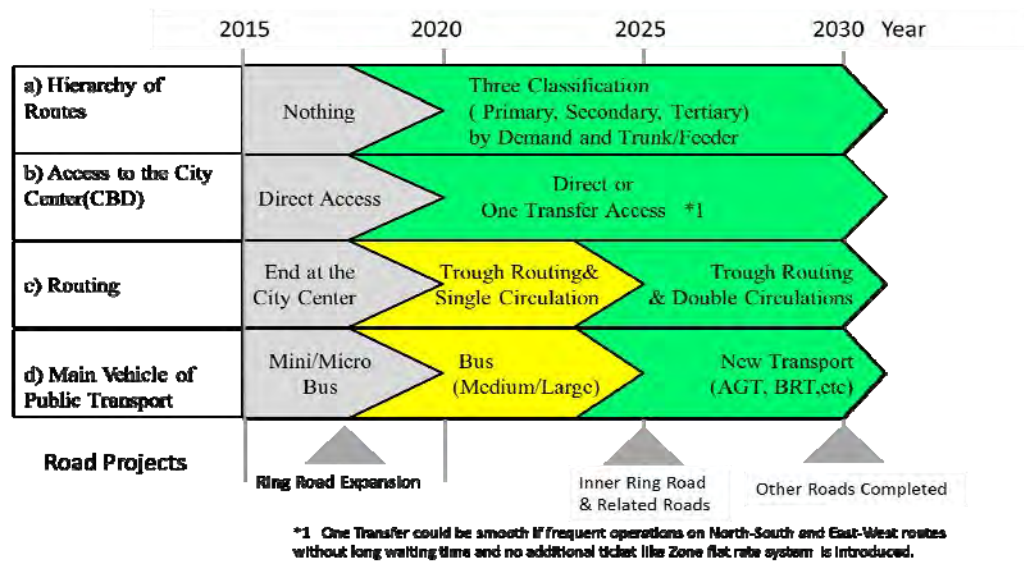 2015 2020 2025 2030 Year
a) Hierarchy of
Routes
Nothing
Three Classification
( Primary, Secondary, Tertiary)
by Demand and Trunk/Feeder
b) Access to the City
Center(CBD)
Direct Access
Direct or
One Transfer Access *1
c) Routing
End at the
City Center
Trough Routing&
Single Circulation
Trough Routing
& Double Circulations
d) Main Vehicle of
Public Transport
Mini/Micro
Bus
Bus
(Medium/Large)
New Transport
(AGT, BRT,etc)
Road Projects
Ring Road Expansion
Inner Ring Road
& Related Roads
Other Roads Completed
*1 One Transfer could be smooth if frequent operations on North-South and East-West routes
without long waiting time and no additional ticket like Zone flat rate system is introduced.